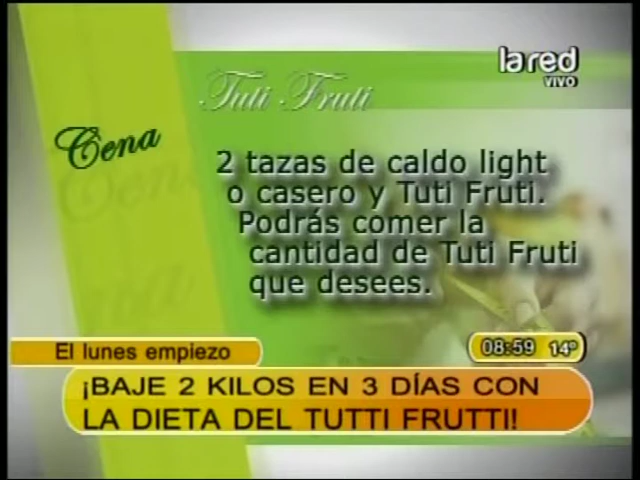 la red
VIVO
Tuti Fruti
Cena
2 tazas de caldo light
o casero y Tuti Fruti.
Podrás comer la
cantidad de Tuti Fruti
que desees.
El lunes empiezo
08:59 14°
¡BAJE 2 KILOS EN 3 DÍAS CON
LA DIETA DEL TUTTI FRUTTI!